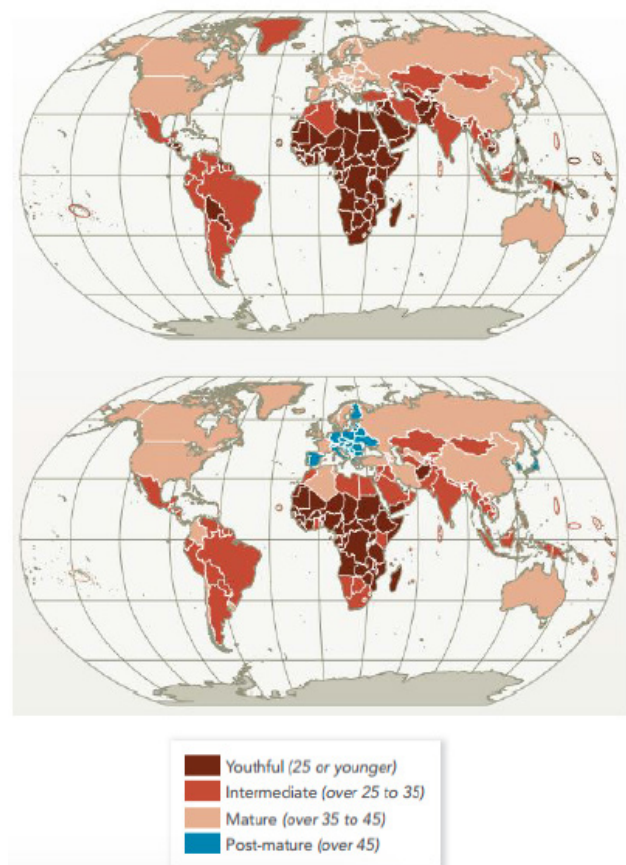 Youthful (25 or younger)
Intermediate (over 25 to 35)
Mature (over 35 to 45)
Post-mature (over 45)